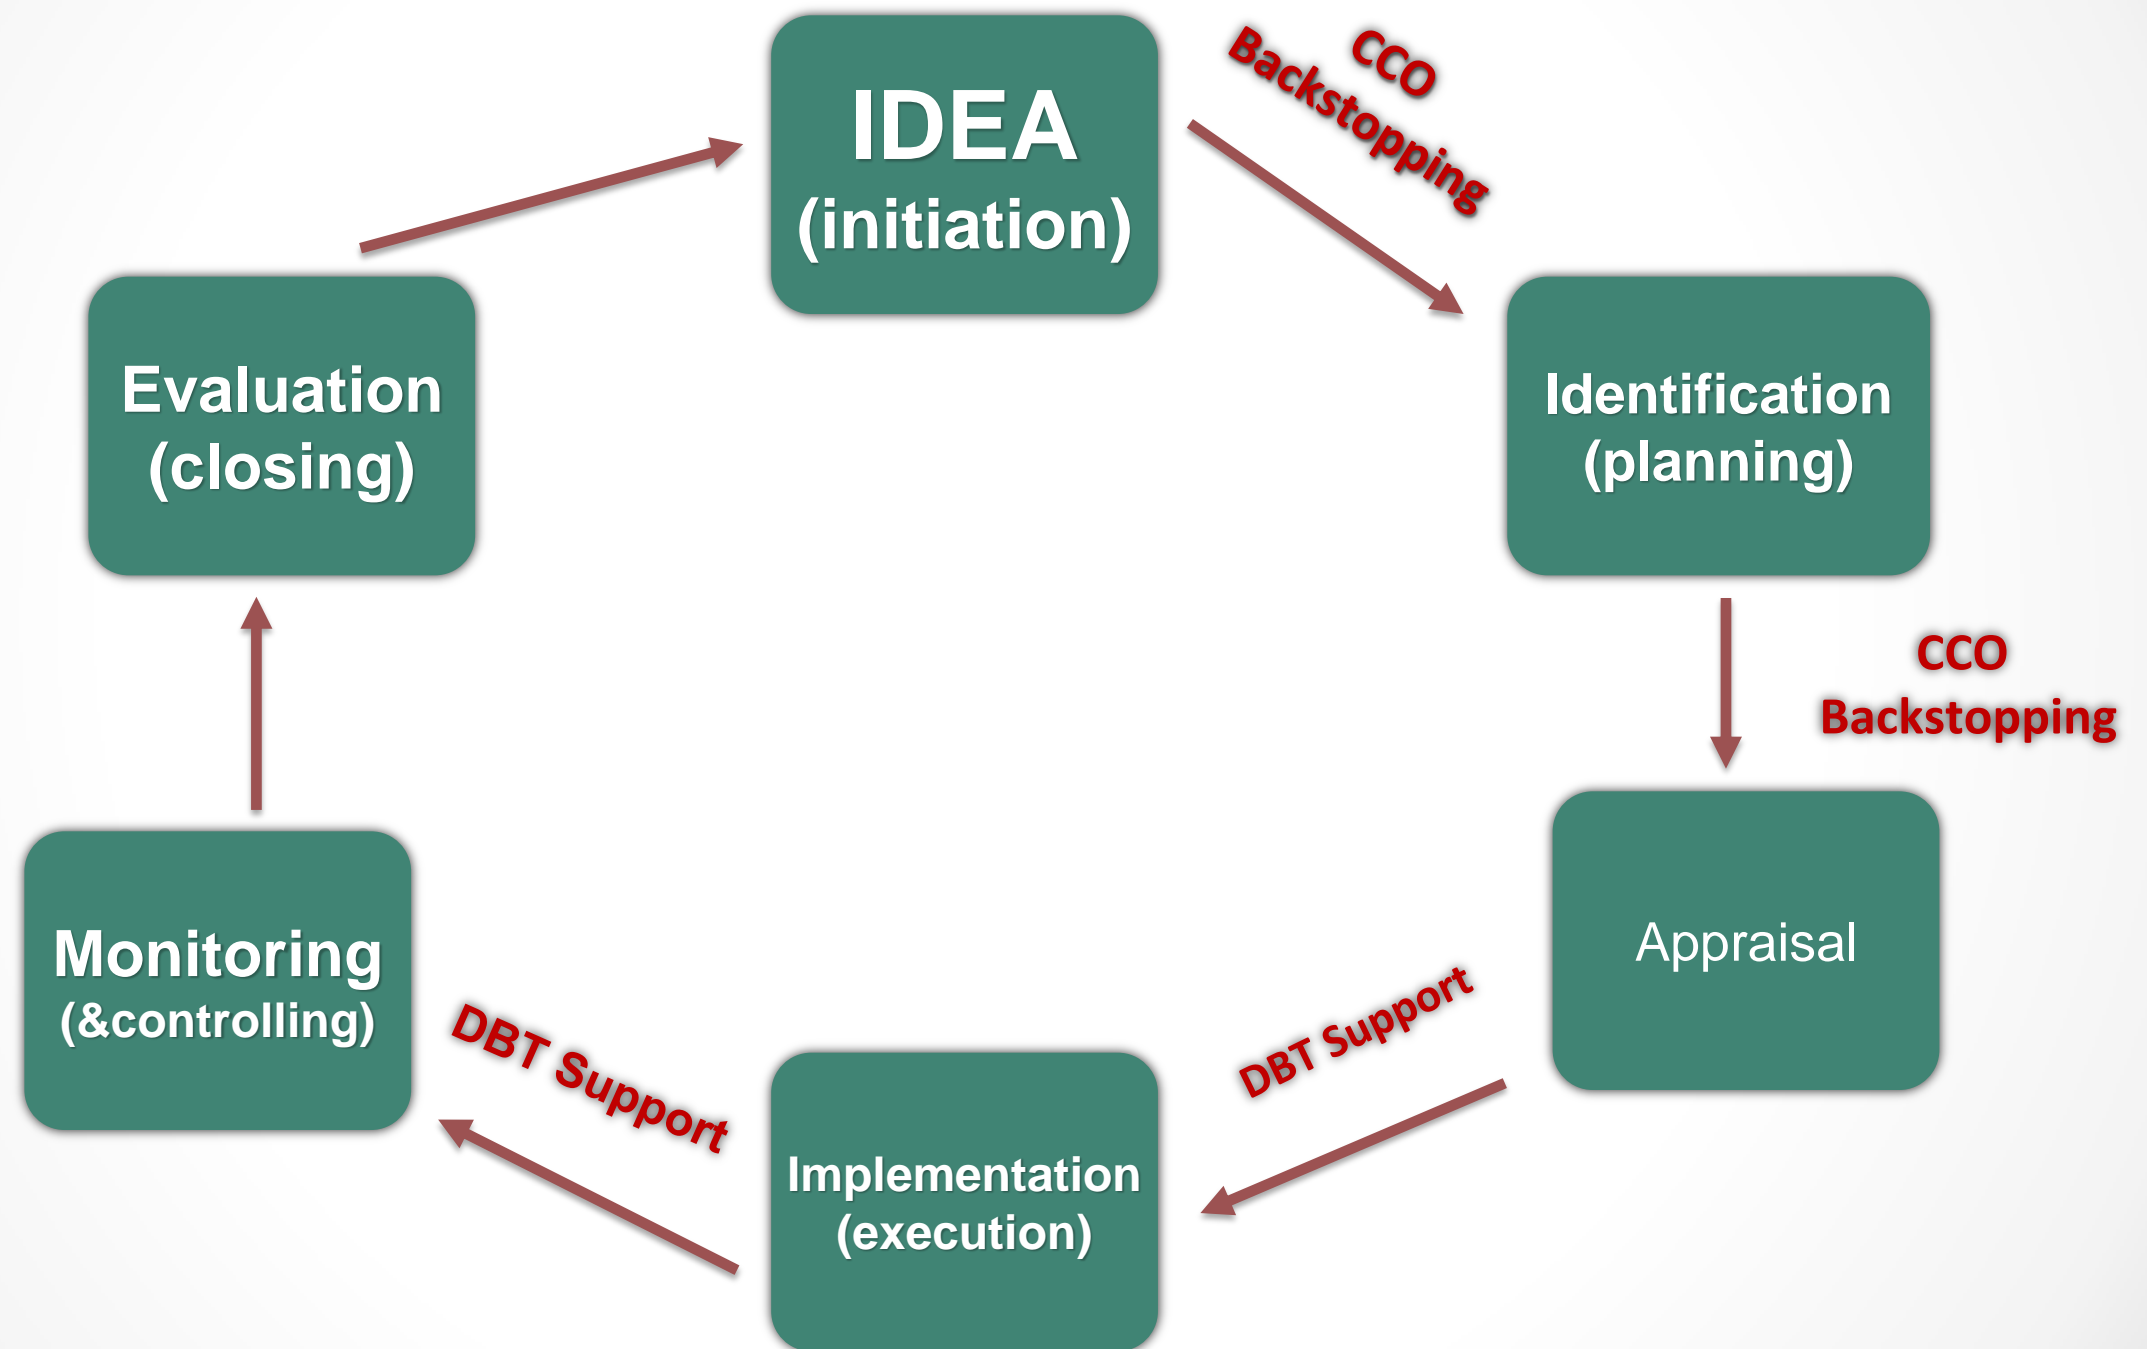 IDEA
(initiation)
CCO
Backstopping
Identification
(planning)
CCO
Backstopping
Appraisal
DBT Support
Implementation
(execution)
DBT Support
Monitoring
(&controlling)
Evaluation
(closing)